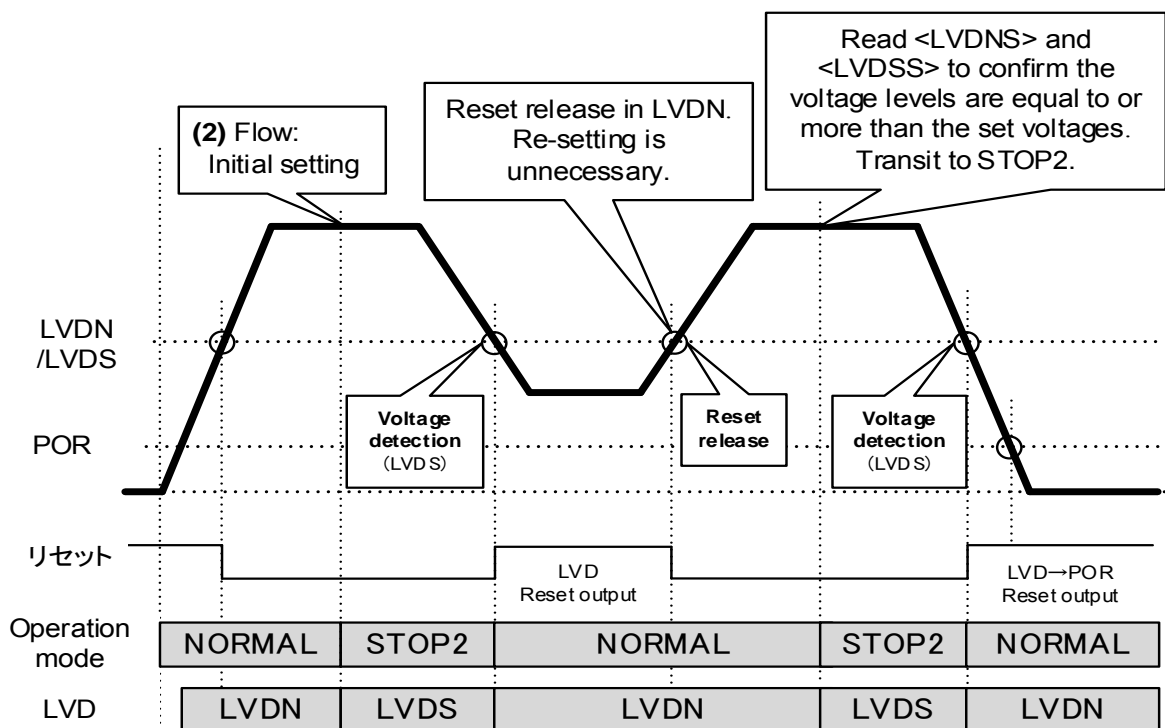 (2) Flow:
Initial setting
Reset release in LVDN.
Re-setting is
unnecessary.
Read <LVDNS> and
<LVDSS> to confirm the
voltage levels are equal to or
more than the set voltages.
Transit to STOP2.
LVDN
/LVDS
POR
Voltage
detection
(LVDS)
Reset
release
Voltage
detection
(LVDS)
リセット
LVD
Reset output
LVD→POR
Reset output
Operation
mode
NORMAL STOP2 NORMAL STOP2 NORMAL
LVD LVDN LVDS LVDN LVDS LVDN